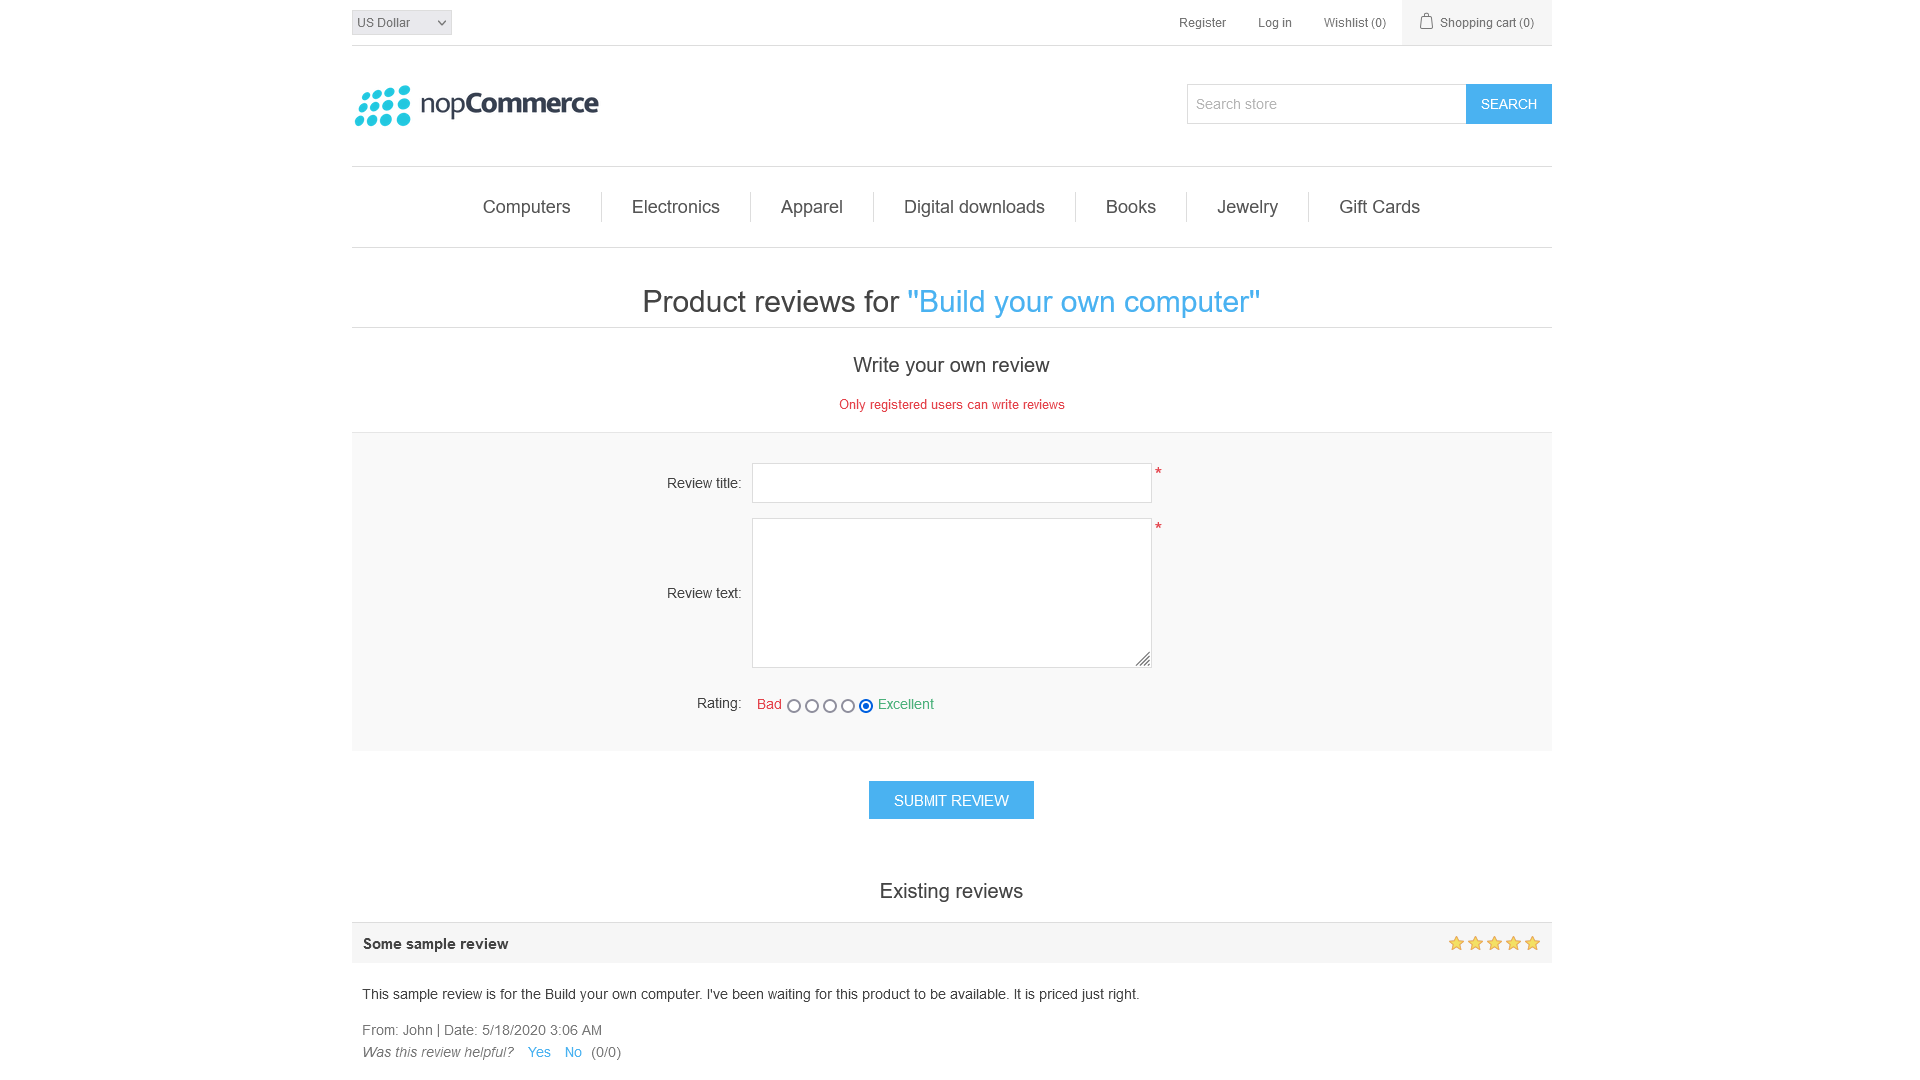 US Dollar
Register
Log in
Wishlist (0)
Shopping cart (0)
nopCommerce
Search store
SEARCH
Computers
Electronics
Apparel
Digital downloads
Books
Jewelry
Gift Cards
Product reviews for "Build your own computer"
Write your own review
Only registered users can write reviews
Review title:
*
Review text:
*
Rating:
Bad
Excellent
SUBMIT REVIEW
Existing reviews
Some sample review
This sample review is for the Build your own computer. I've been waiting for this product to be available. It is priced just right.
From: John | Date: 5/18/2020 3:06 AM
Was this review helpful? Yes No (0/0)